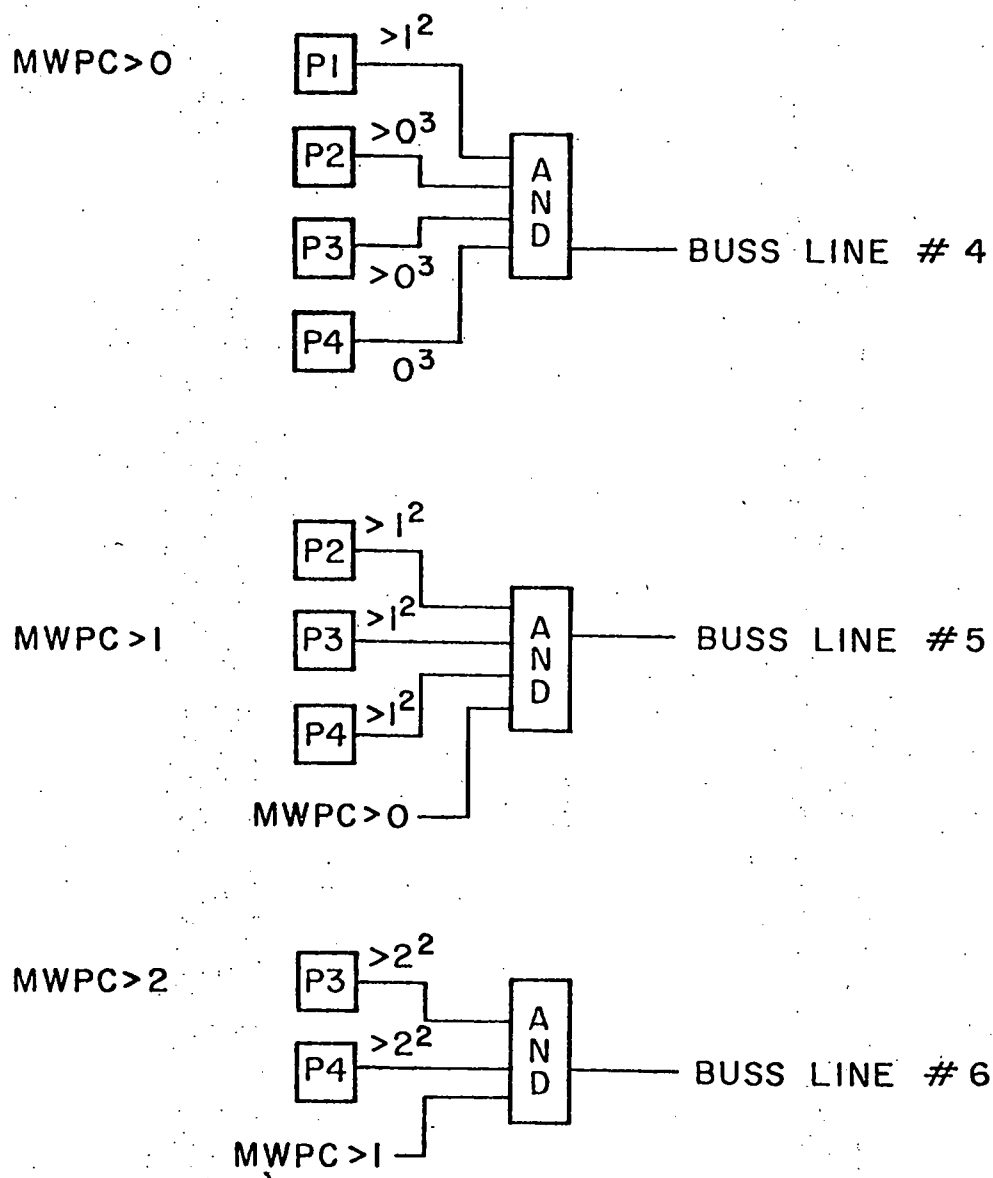 MWPC>0
P1 >1²
P2 >0³
P3 >0³
P4 0³
AND
BUSS LINE # 4
MWPC>1
P2 >1²
P3 >1²
P4 >1²
MWPC>0
AND
BUSS LINE #5
MWPC>2
P3 >2²
P4 >2²
MWPC>1
AND
BUSS LINE #6